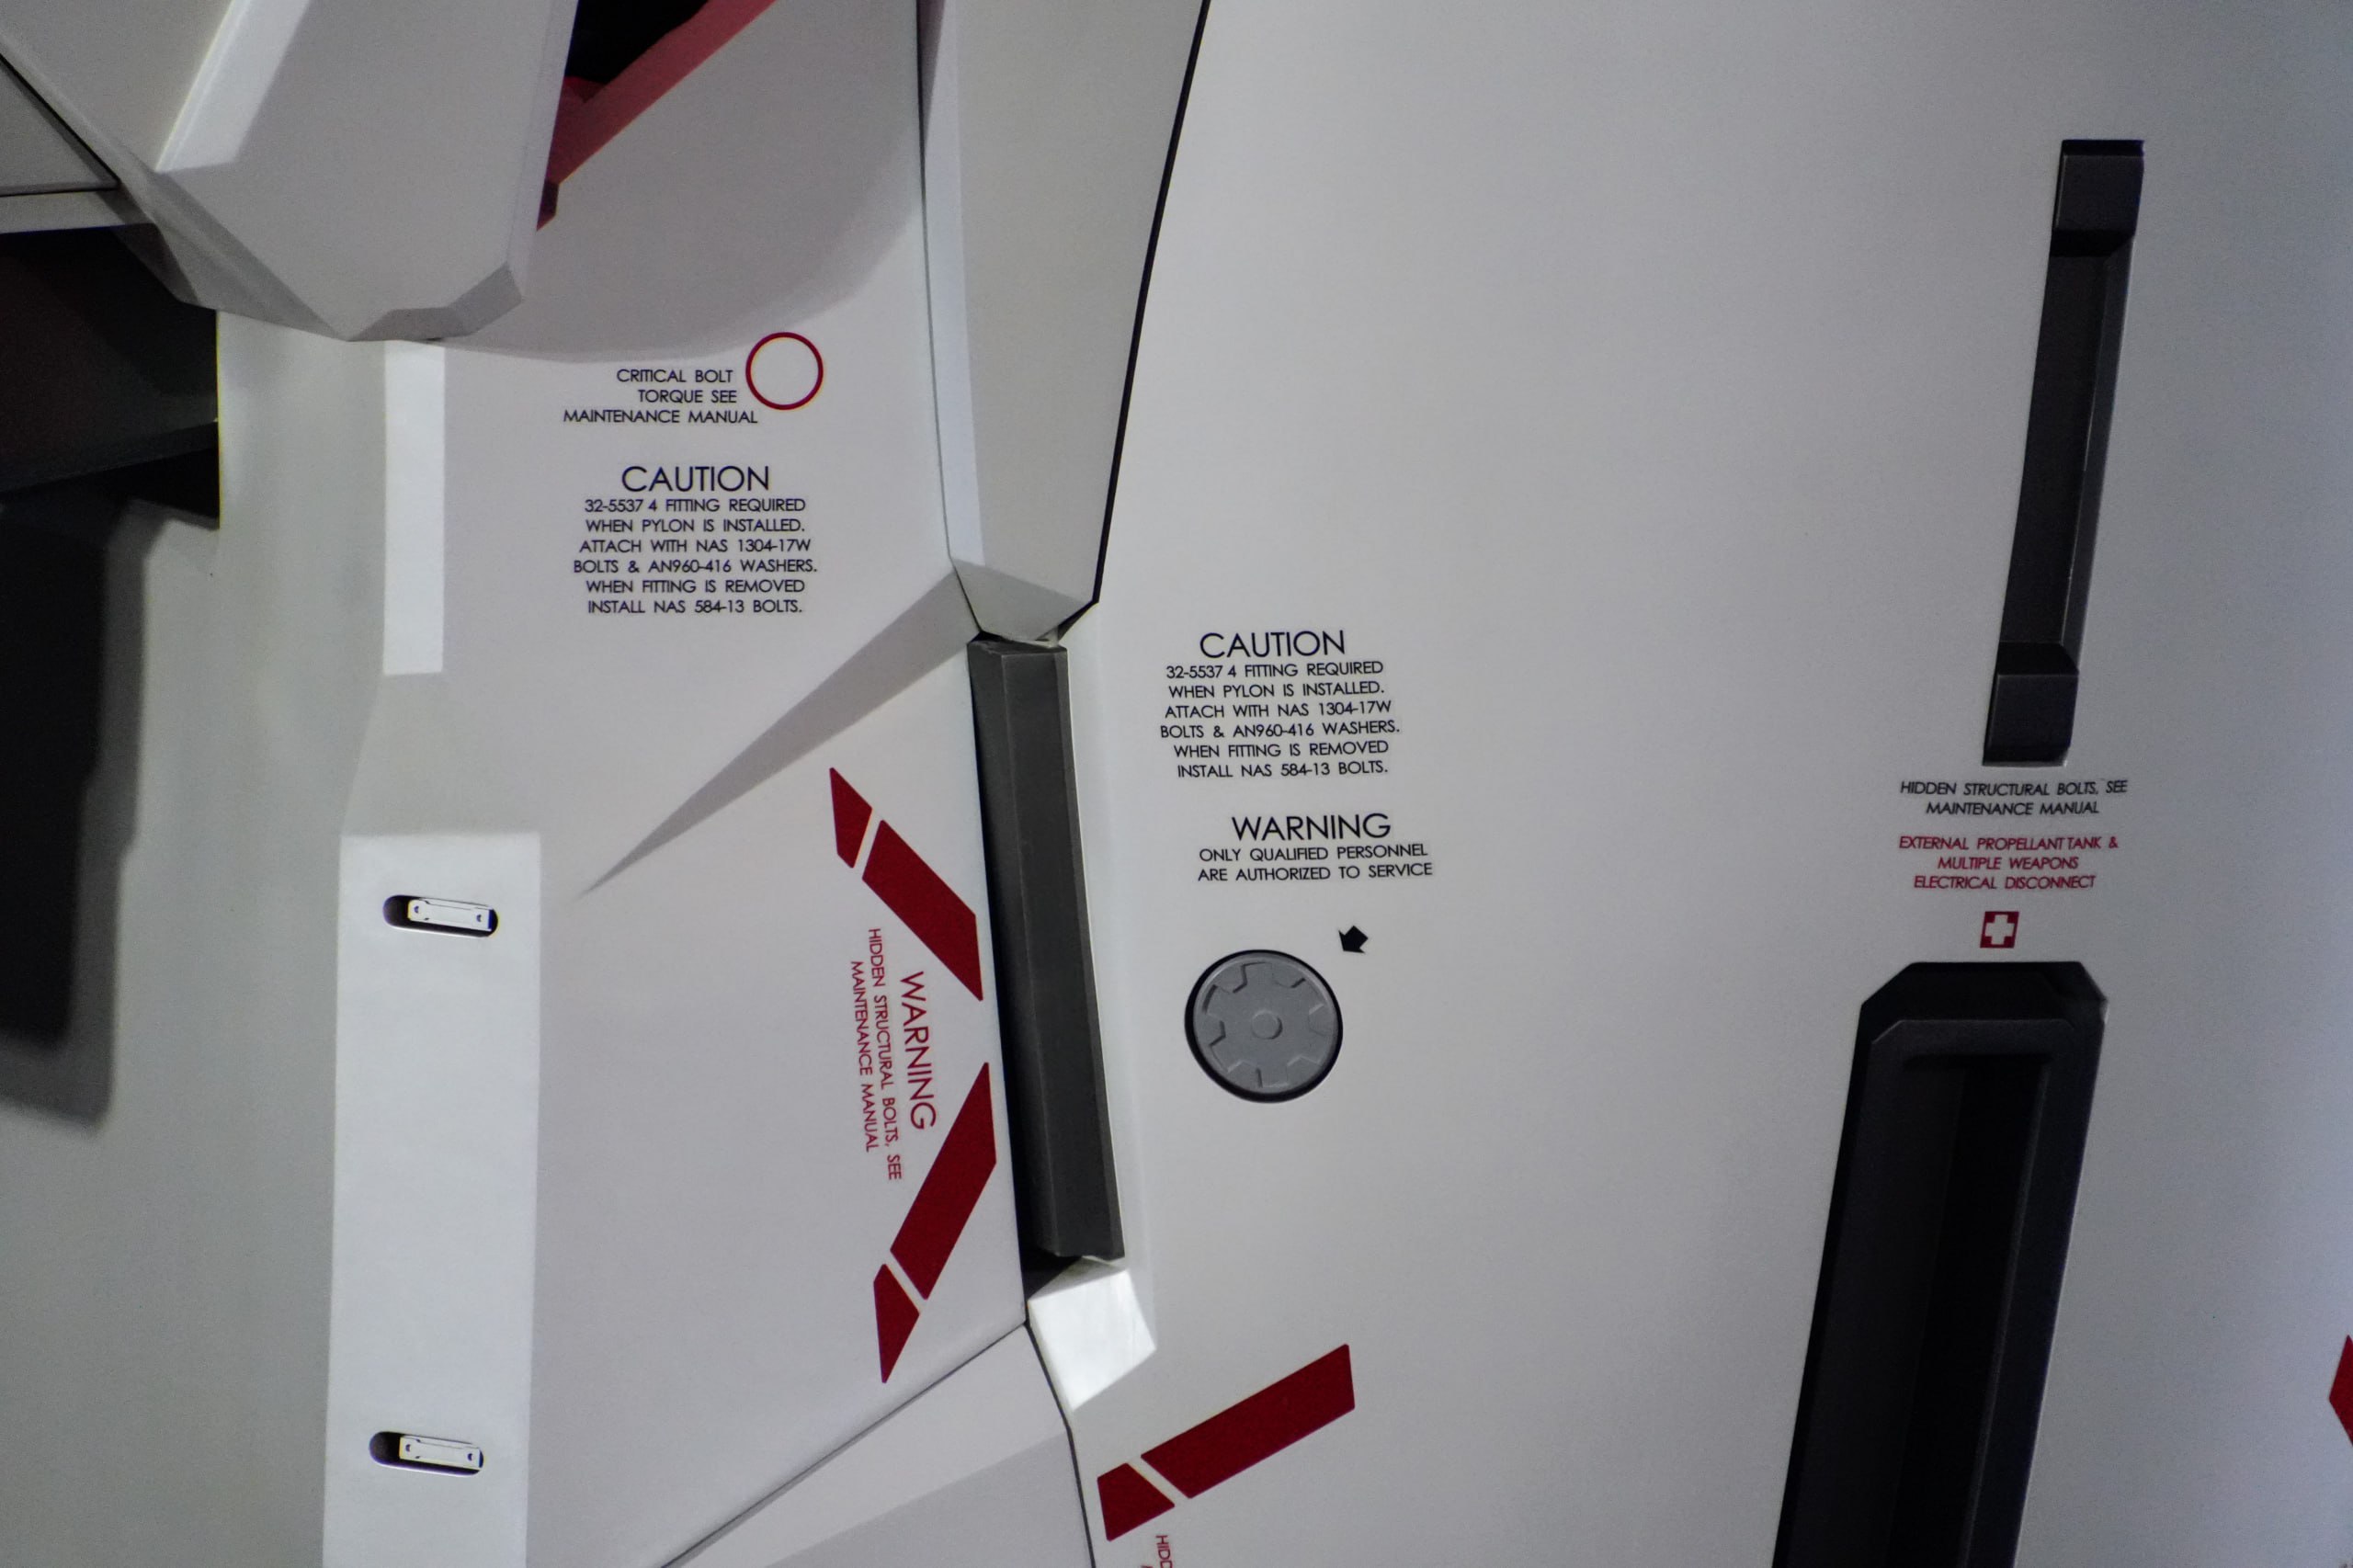 CRITICAL BOLT
TORQUE SEE
MAINTENANCE MANUAL
CAUTION
32-5537 4 FITTING REQUIRED
WHEN PYLON IS INSTALLED.
ATTACH WITH NAS 1304-17W
BOLTS & AN960-416 WASHERS.
WHEN FITTING IS REMOVED
INSTALL NAS 584-13 BOLTS.
WARNING
HIDDEN STRUCTURAL BOLTS, SEE
MAINTENANCE MANUAL
CAUTION
32-5537 4 FITTING REQUIRED
WHEN PYLON IS INSTALLED.
ATTACH WITH NAS 1304-17W
BOLTS & AN960-416 WASHERS.
WHEN FITTING IS REMOVED
INSTALL NAS 584-13 BOLTS.
WARNING
ONLY QUALIFIED PERSONNEL
ARE AUTHORIZED TO SERVICE
HIDDEN STRUCTURAL BOLTS, SEE
MAINTENANCE MANUAL
EXTERNAL PROPELLANT TANK &
MULTIPLE WEAPONS
ELECTRICAL DISCONNECT